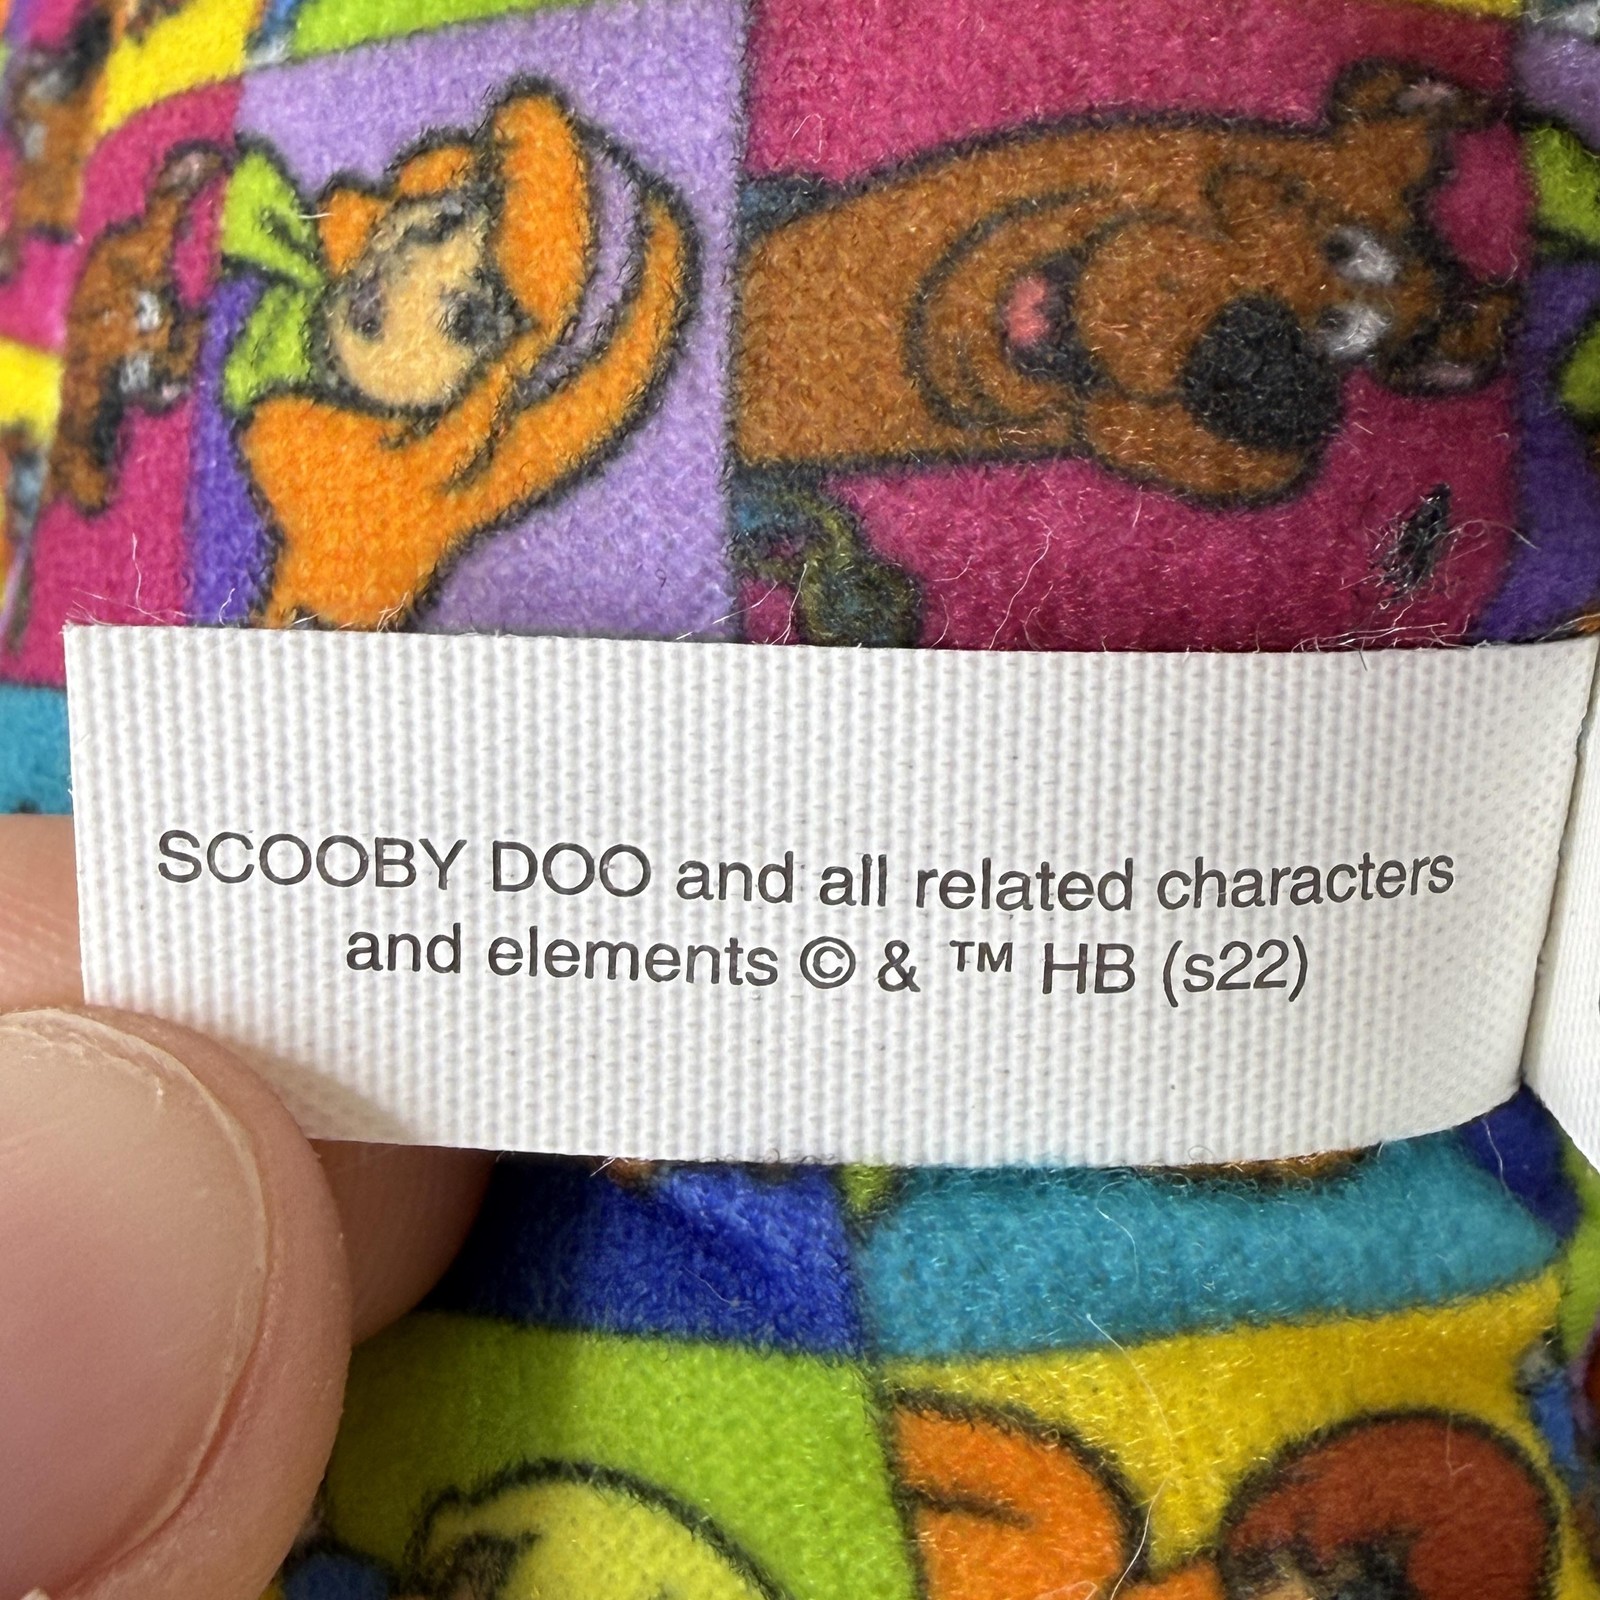 SCOOBY DOO and all related characters
and elements © & ™ HB (s22)